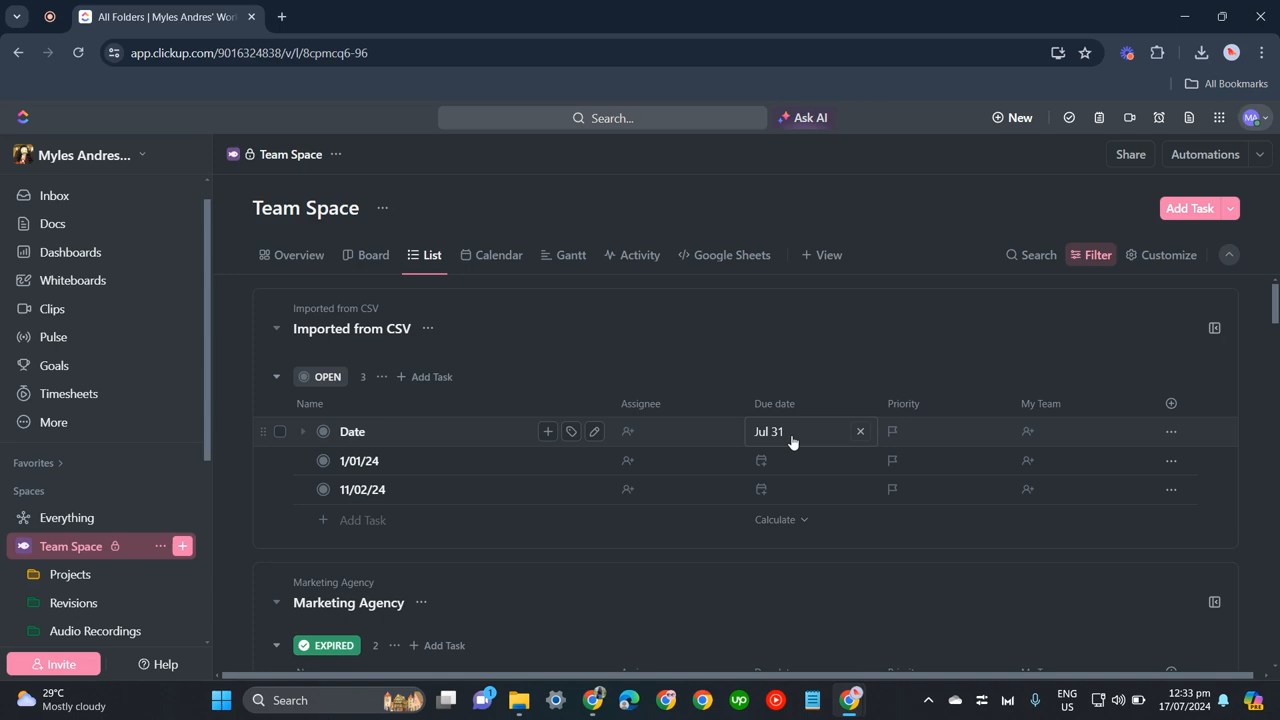 All Folders | Myles Andres' Wor
app.clickup.com/9016324838/v/l/8cpmcq6-96
All Bookmarks
Search...
Ask AI
New
MA
Myles Andres...
Team Space
Share
Automations
Inbox
Docs
Dashboards
Whiteboards
Clips
Pulse
Goals
Timesheets
More
Favorites
Spaces
Everything
Team Space
Projects
Revisions
Audio Recordings
Invite
Help
Team Space
Add Task
Overview
Board
List
Calendar
Gantt
Activity
Google Sheets
+ View
Search
Filter
Customize
Imported from CSV
Imported from CSV
OPEN 3 + Add Task
Name Assignee Due date Priority My Team
Date Jul 31
1/01/24
11/02/24
+ Add Task Calculate
Marketing Agency
Marketing Agency
EXPIRED 2 + Add Task
29°C
Mostly cloudy
Search
1
up
ENG
US
12:33 pm
17/07/2024
PRE